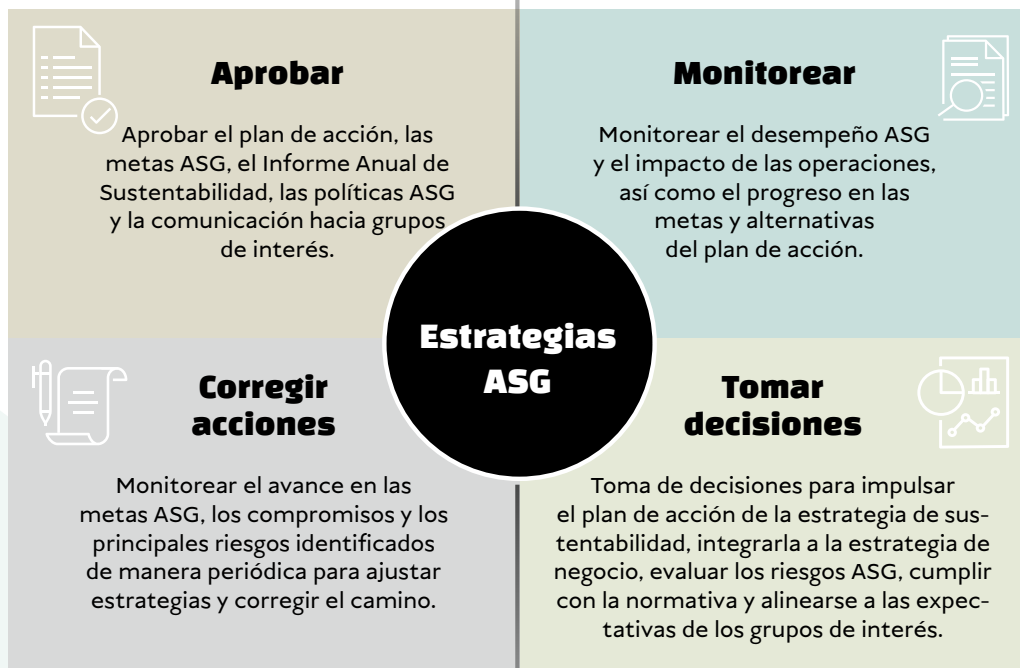 Aprobar
Aprobar el plan de acción, las
metas ASG, el Informe Anual de
Sustentabilidad, las políticas ASG
y la comunicación hacia grupos
de interés.
Monitorear
Monitorear el desempeño ASG
y el impacto de las operaciones,
así como el progreso en las
metas y alternativas
del plan de acción.
Estrategias
ASG
Corregir
acciones
Monitorear el avance en las
metas ASG, los compromisos y los
principales riesgos identificados
de manera periódica para ajustar
estrategias y corregir el camino.
Tomar
decisiones
Toma de decisiones para impulsar
el plan de acción de la estrategia de sus-
tentabilidad, integrarla a la estrategia de
negocio, evaluar los riesgos ASG, cumplir
con la normativa y alinearse a las expec-
tativas de los grupos de interés.